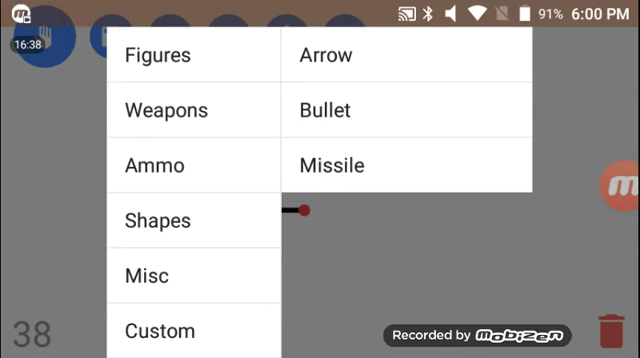 91% 6:00 PM
16:38
Figures
Arrow
Weapons
Bullet
Ammo
Missile
Shapes
Misc
Custom
38
Recorded by mobizen